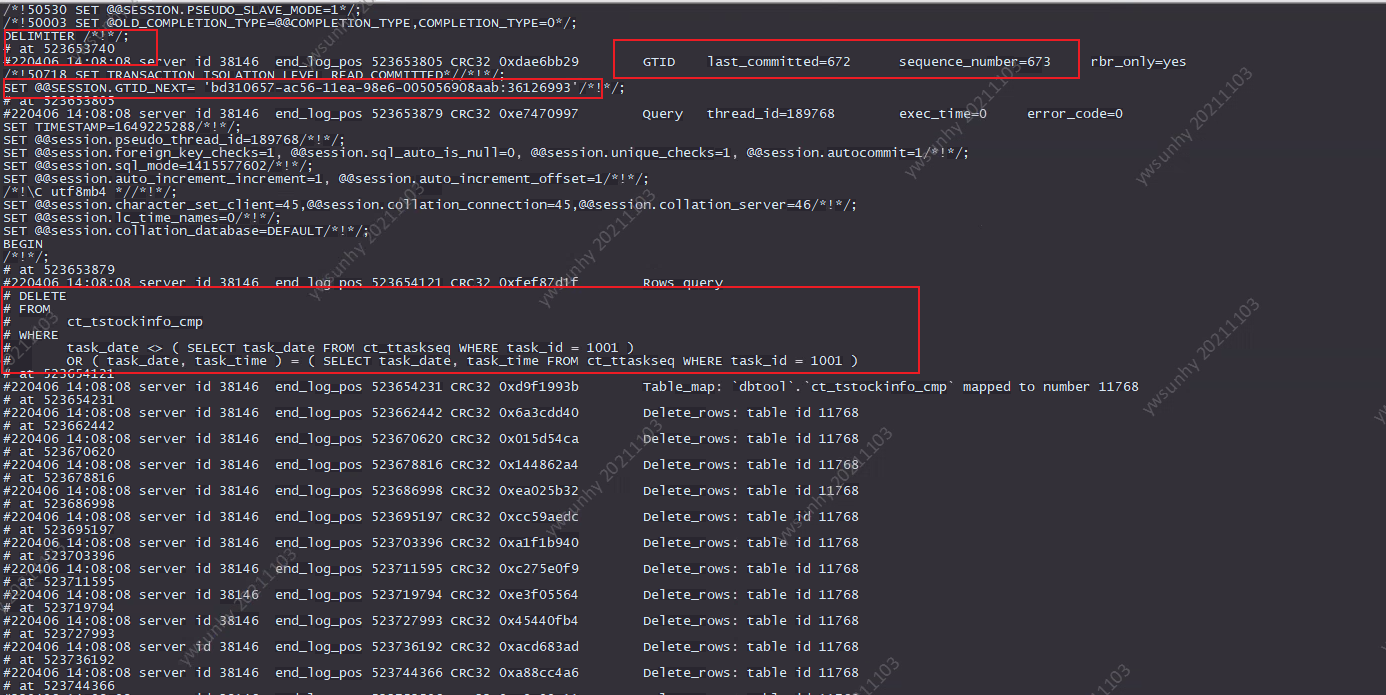 /*!50530 SET @@SESSION.PSEUDO_SLAVE_MODE=1*/;
/*!50003 SET @OLD_COMPLETION_TYPE=@@COMPLETION_TYPE,COMPLETION_TYPE=0*/;
DELIMITER /*!*/;
# at 523653740
#220406 14:08:08 server id 38146 end_log_pos 523653805 CRC32 0xdae6bb29 GTID last_committed=672 sequence_number=673 rbr_only=yes
/*!50718 SET TRANSACTION ISOLATION LEVEL READ COMMITTED*//*!*/;
SET @@SESSION.GTID_NEXT= 'bd310657-ac56-11ea-98e6-005056908aab:36126993'/*!*/;
# at 523653805
#220406 14:08:08 server id 38146 end_log_pos 523653879 CRC32 0xe7470997 Query thread_id=189768 exec_time=0 error_code=0
SET TIMESTAMP=1649225288/*!*/;
SET @@session.pseudo_thread_id=189768/*!*/;
SET @@session.foreign_key_checks=1, @@session.sql_auto_is_null=0, @@session.unique_checks=1, @@session.autocommit=1/*!*/;
SET @@session.sql_mode=1415577602/*!*/;
SET @@session.auto_increment_increment=1, @@session.auto_increment_offset=1/*!*/;
/*!\C utf8mb4 *//*!*/;
SET @@session.character_set_client=45,@@session.collation_connection=45,@@session.collation_server=46/*!*/;
SET @@session.lc_time_names=0/*!*/;
SET @@session.collation_database=DEFAULT/*!*/;
BEGIN
/*!*/;
# at 523653879
#220406 14:08:08 server id 38146 end_log_pos 523654121 CRC32 0xfef87d1f Rows_query
# DELETE
# FROM
# ct_tstockinfo_cmp
# WHERE
# task_date <> ( SELECT task_date FROM ct_ttaskseq WHERE task_id = 1001 )
# OR ( task_date, task_time ) = ( SELECT task_date, task_time FROM ct_ttaskseq WHERE task_id = 1001 )
# at 523654121
#220406 14:08:08 server id 38146 end_log_pos 523654231 CRC32 0xd9f1993b Table_map: `dbtool`.`ct_tstockinfo_cmp` mapped to number 11768
# at 523654231
#220406 14:08:08 server id 38146 end_log_pos 523662442 CRC32 0x6a3cdd40 Delete_rows: table id 11768
# at 523662442
#220406 14:08:08 server id 38146 end_log_pos 523670620 CRC32 0x015d54ca Delete_rows: table id 11768
# at 523670620
#220406 14:08:08 server id 38146 end_log_pos 523678816 CRC32 0x144862a4 Delete_rows: table id 11768
# at 523678816
#220406 14:08:08 server id 38146 end_log_pos 523686998 CRC32 0xea025b32 Delete_rows: table id 11768
# at 523686998
#220406 14:08:08 server id 38146 end_log_pos 523695197 CRC32 0xcc59aedc Delete_rows: table id 11768
# at 523695197
#220406 14:08:08 server id 38146 end_log_pos 523703396 CRC32 0xa1f1b940 Delete_rows: table id 11768
# at 523703396
#220406 14:08:08 server id 38146 end_log_pos 523711595 CRC32 0xc275e0f9 Delete_rows: table id 11768
# at 523711595
#220406 14:08:08 server id 38146 end_log_pos 523719794 CRC32 0xe3f05564 Delete_rows: table id 11768
# at 523719794
#220406 14:08:08 server id 38146 end_log_pos 523727993 CRC32 0x45440fb4 Delete_rows: table id 11768
# at 523727993
#220406 14:08:08 server id 38146 end_log_pos 523736192 CRC32 0xacd683ad Delete_rows: table id 11768
# at 523736192
#220406 14:08:08 server id 38146 end_log_pos 523744366 CRC32 0xa88cc4a6 Delete_rows: table id 11768
# at 523744366
ywsunhy 20211103